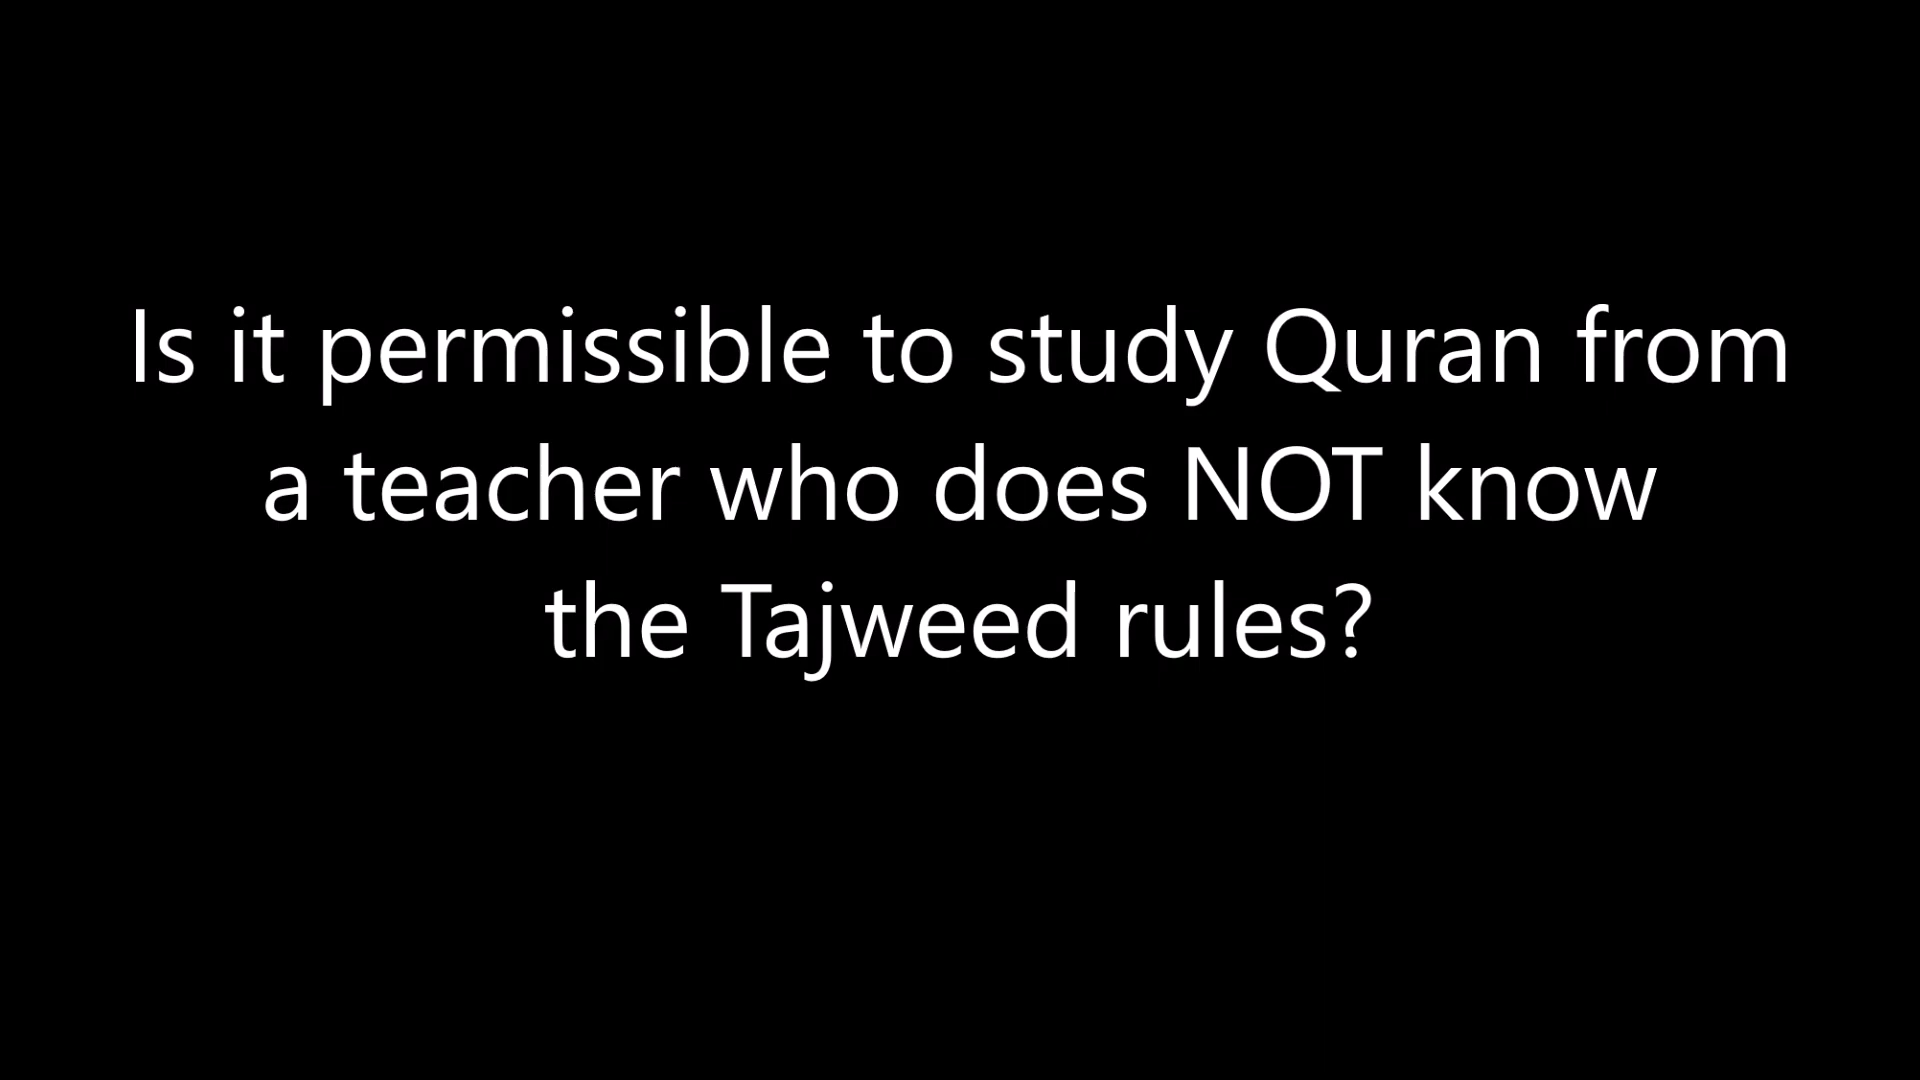 Is it permissible to study Quran from
a teacher who does NOT know
the Tajweed rules?